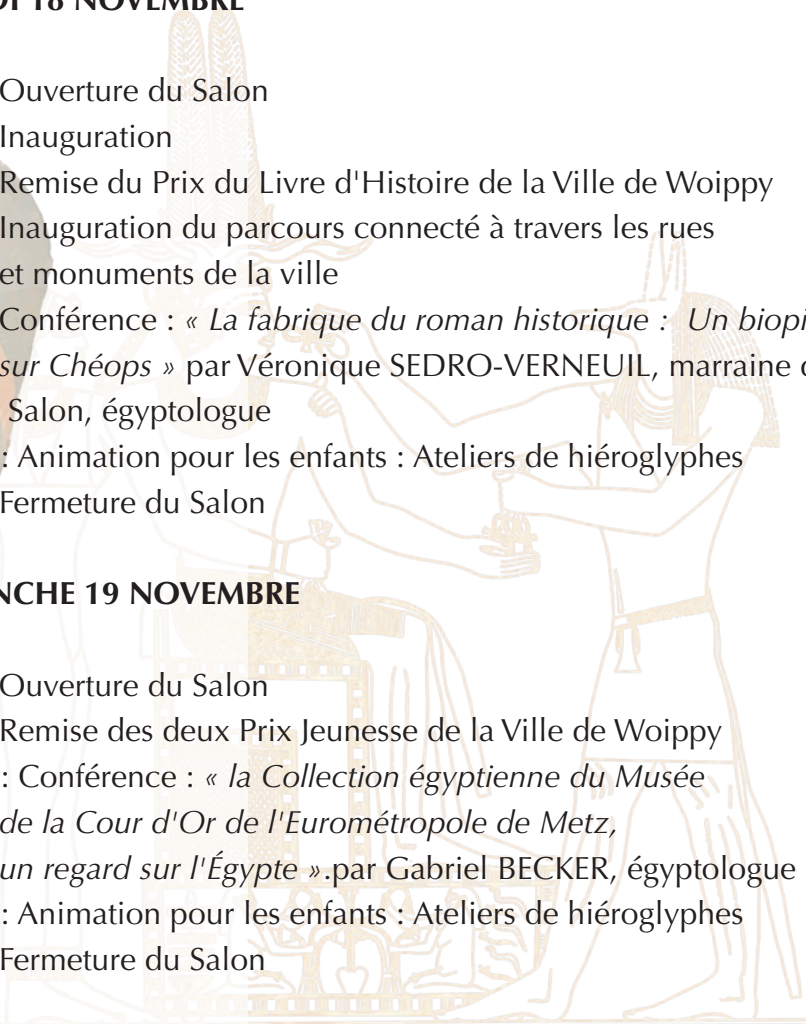 DI 18 NOVEMBRE
Ouverture du Salon
Inauguration
Remise du Prix du Livre d'Histoire de la Ville de Woippy
Inauguration du parcours connecté à travers les rues
et monuments de la ville
Conférence : « La fabrique du roman historique : Un biopi
sur Chéops » par Véronique SEDRO-VERNEUIL, marraine
Salon, égyptologue
: Animation pour les enfants : Ateliers de hiéroglyphes
Fermeture du Salon
NCHE 19 NOVEMBRE
Ouverture du Salon
Remise des deux Prix Jeunesse de la Ville de Woippy
: Conférence : « la Collection égyptienne du Musée
de la Cour d'Or de l'Eurométropole de Metz,
un regard sur l'Égypte ».par Gabriel BECKER, égyptologue
: Animation pour les enfants : Ateliers de hiéroglyphes
Fermeture du Salon